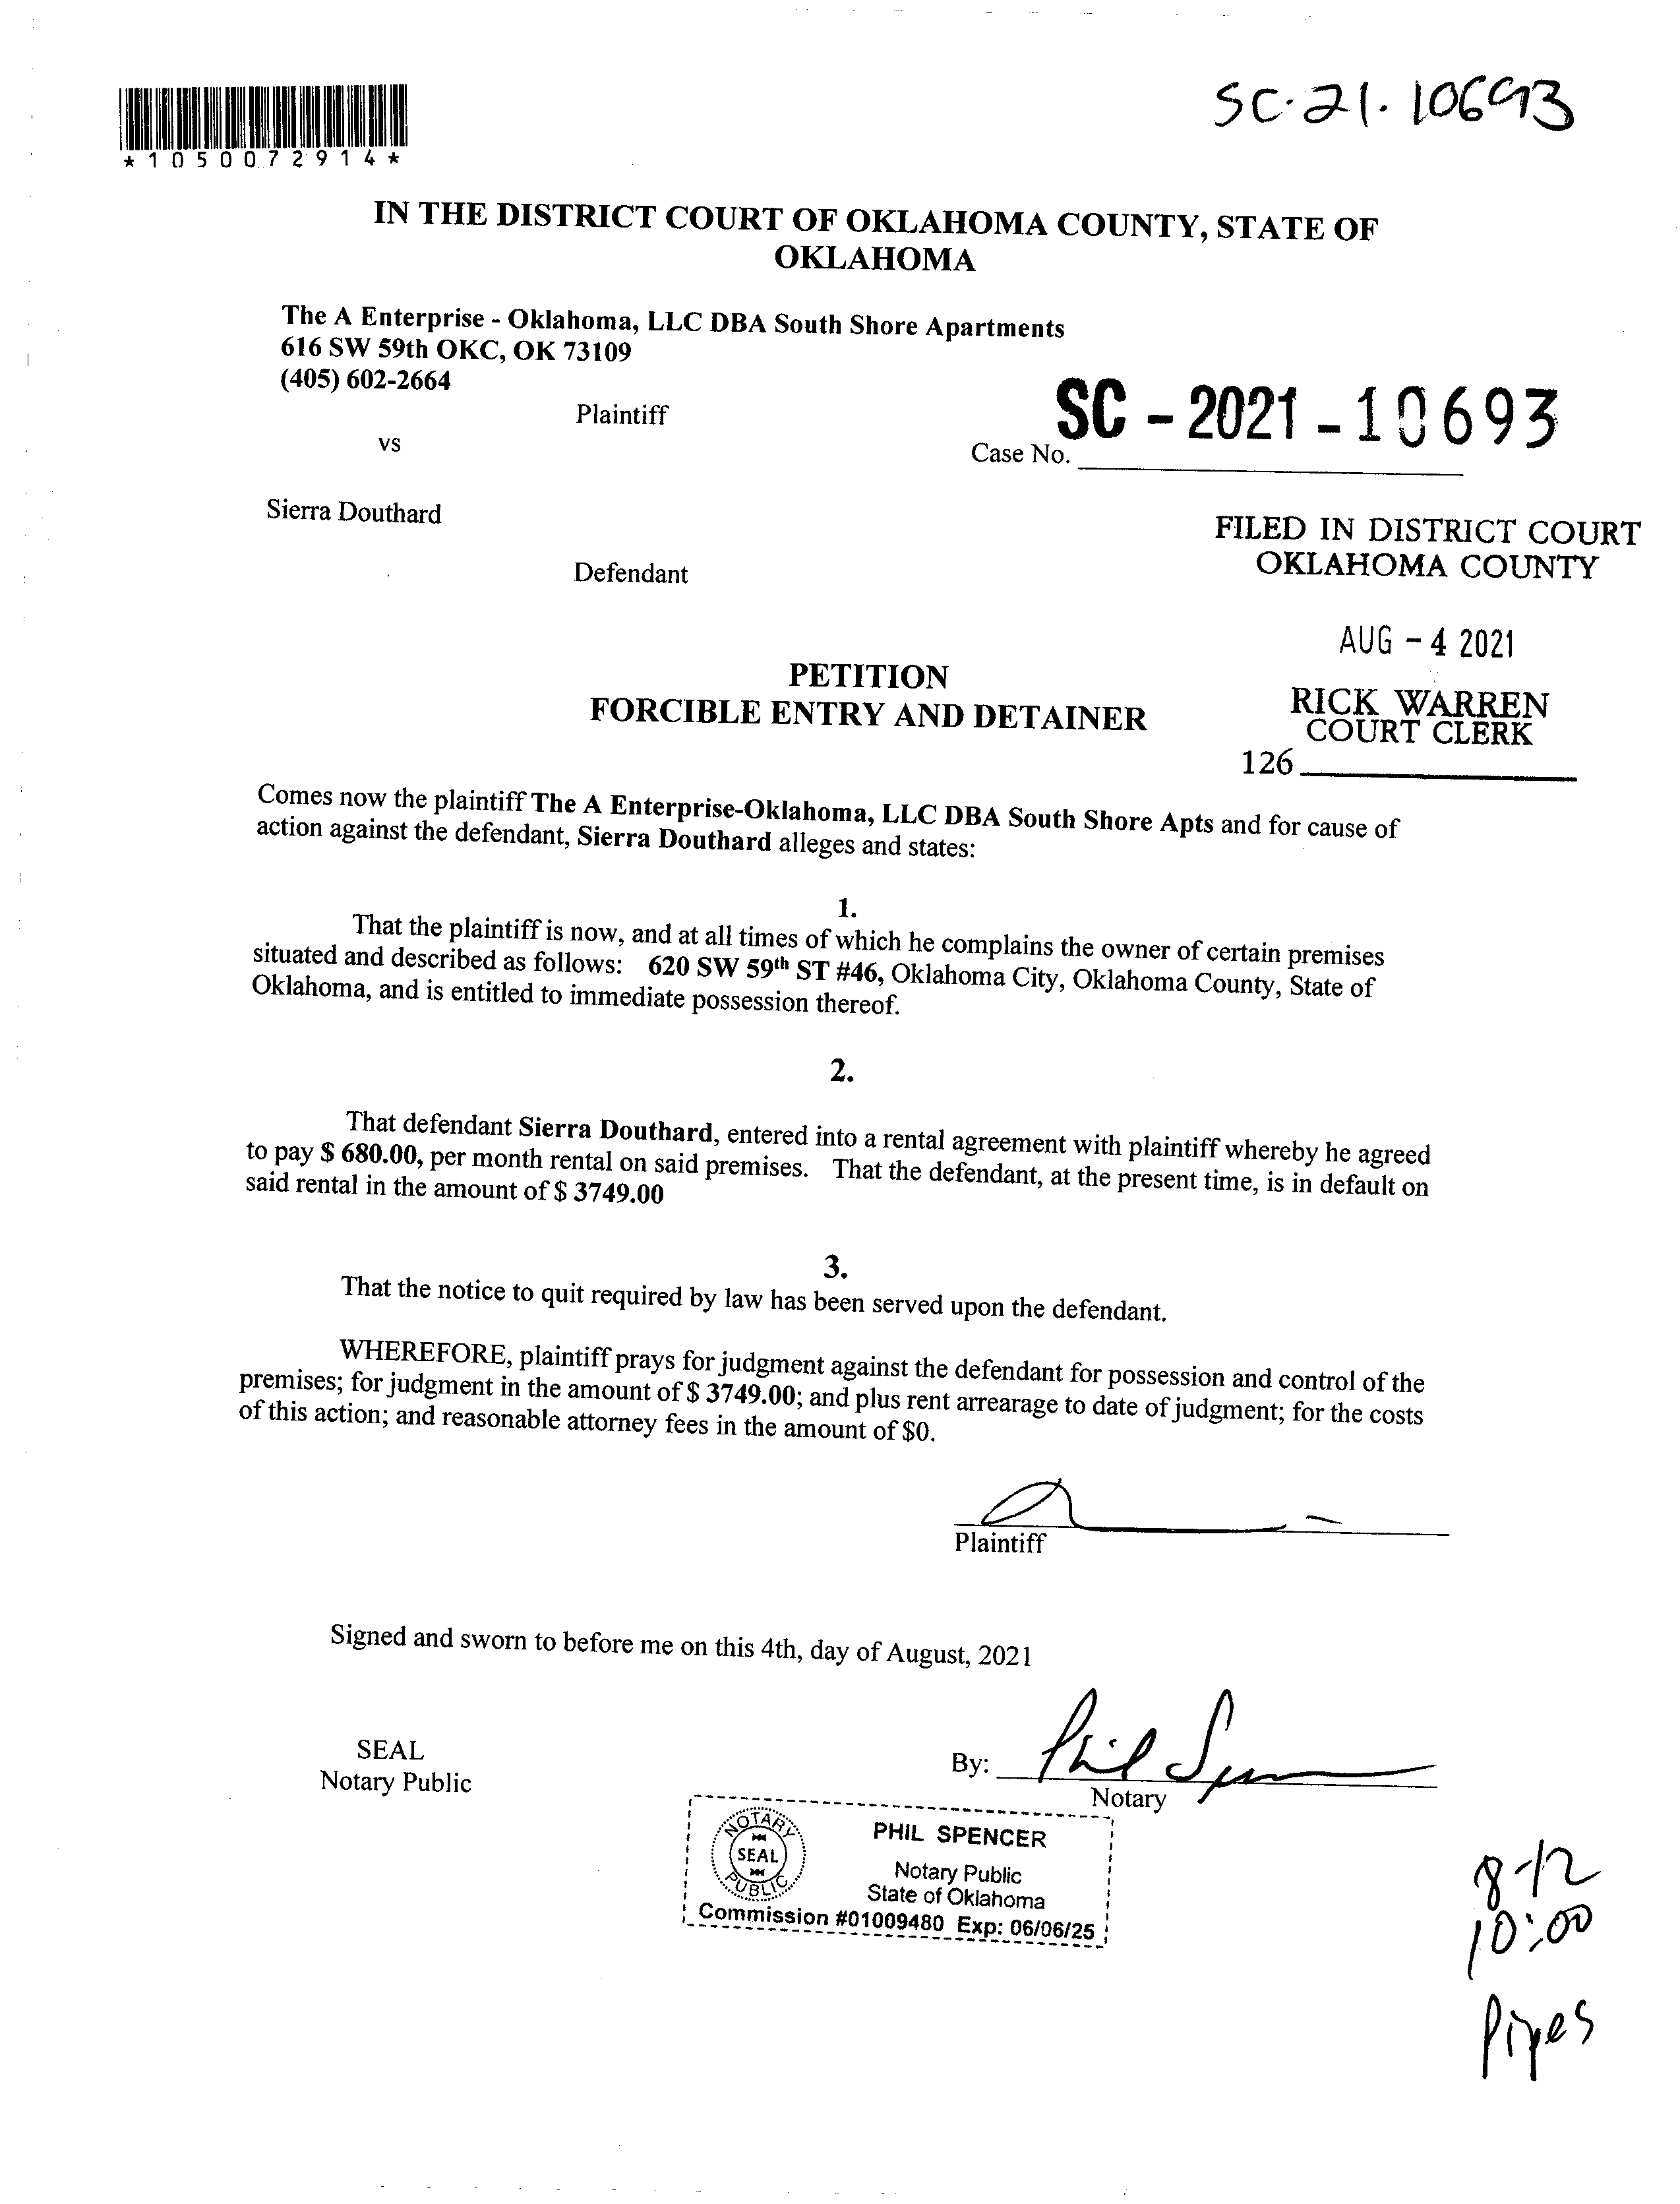 SC·21·10693
*1050072914*
IN THE DISTRICT COURT OF OKLAHOMA COUNTY, STATE OF
OKLAHOMA
The A Enterprise - Oklahoma, LLC DBA South Shore Apartments
616 SW 59th OKC, OK 73109
(405) 602-2664
Plaintiff
vs
SC - 2021 - 10693
Case No.
Sierra Douthard
Defendant
FILED IN DISTRICT COURT
OKLAHOMA COUNTY
AUG - 4 2021
RICK WARREN
COURT CLERK
126
PETITION
FORCIBLE ENTRY AND DETAINER
Comes now the plaintiff The A Enterprise-Oklahoma, LLC DBA South Shore Apts and for cause of
action against the defendant, Sierra Douthard alleges and states:
1.
That the plaintiff is now, and at all times of which he complains the owner of certain premises
situated and described as follows: 620 SW 59th ST #46, Oklahoma City, Oklahoma County, State of
Oklahoma, and is entitled to immediate possession thereof.
2.
That defendant Sierra Douthard, entered into a rental agreement with plaintiff whereby he agreed
to pay $ 680.00, per month rental on said premises. That the defendant, at the present time, is in default on
said rental in the amount of $ 3749.00
3.
That the notice to quit required by law has been served upon the defendant.
WHEREFORE, plaintiff prays for judgment against the defendant for possession and control of the
premises; for judgment in the amount of $ 3749.00; and plus rent arrearage to date of judgment; for the costs
of this action; and reasonable attorney fees in the amount of $0.
Plaintiff
Signed and sworn to before me on this 4th, day of August, 2021
SEAL
Notary Public
By: Phil Spencer
Notary
NOTARY
SEAL
PUBLIC
PHIL SPENCER
Notary Public
State of Oklahoma
Commission #01009480 Exp: 06/06/25
8-12
10:00
Pipes